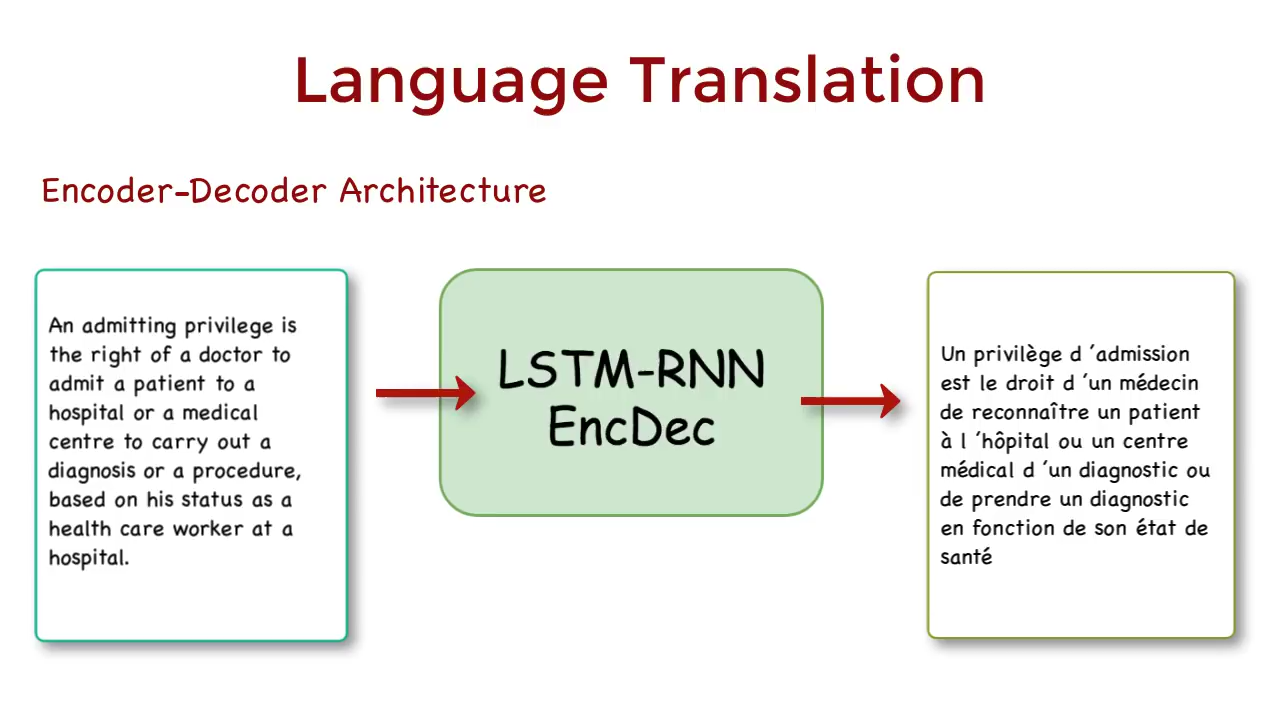 Language Translation
Encoder-Decoder Architecture
An admitting privilege is
the right of a doctor to
admit a patient to a
hospital or a medical
centre to carry out a
diagnosis or a procedure,
based on his status as a
health care worker at a
hospital.
LSTM-RNN
EncDec
Un privilège d ´admission
est le droit d ´un médecin
de reconnaître un patient
à l ´hôpital ou un centre
médical d ´un diagnostic ou
de prendre un diagnostic
en fonction de son état de
santé